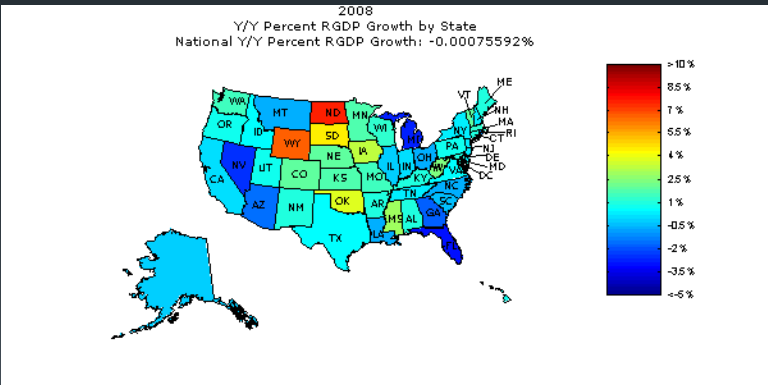 2008
Y/Y Percent RGDP Growth by State
National Y/Y Percent RGDP Growth: -0.00075592%
>10%
8.5%
7%
5.5%
4%
2.5%
1%
-0.5%
-2%
-3.5%
<-5%
ME
VT
NH
MA
RI
CT
NJ
DE
MD
DC
WA
MT
ND
MN
OR
ID
SD
WI
MI
NY
WY
IA
PA
NE
IL
IN
OH
NV
UT
CO
KS
MO
WV
VA
KY
CA
NC
TN
AZ
NM
OK
AR
SC
MS
AL
GA
TX
LA